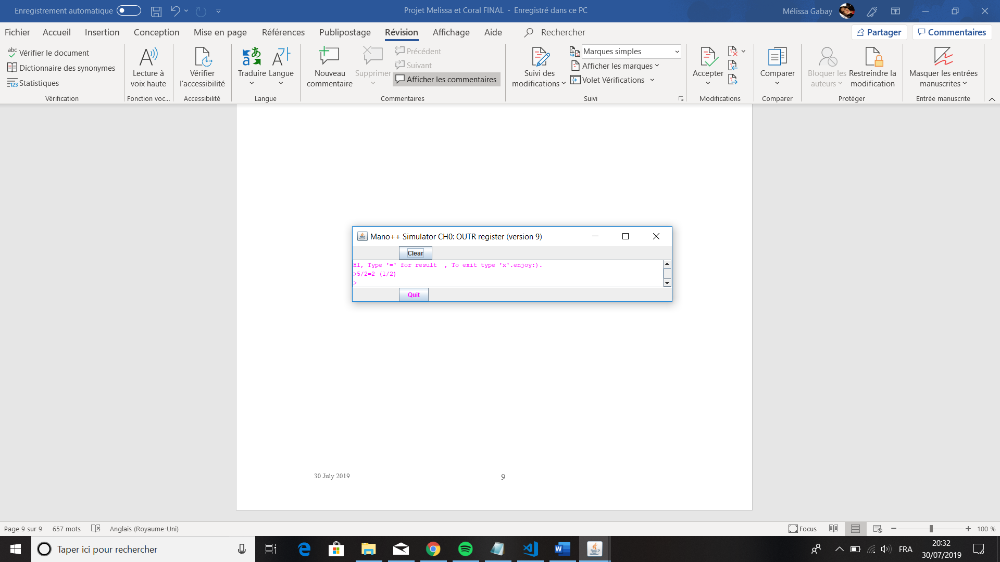 Enregistrement automatique
Projet Melissa et Coral FINAL - Enregistré dans ce PC
Mélissa Gabay
Fichier Accueil Insertion Conception Mise en page Références Publipostage Révision Affichage Aide Rechercher
Partager
Commentaires
Vérifier le document
Dictionnaire des synonymes
Statistiques
Vérification
Lecture à
voix haute
Fonction voc...
Vérifier
l'accessibilité
Accessibilité
Traduire
Langue
Langue
Nouveau
commentaire
Supprimer
Précédent
Suivant
Afficher les commentaires
Commentaires
Suivi des
modifications
Marques simples
Afficher les marques
Volet Vérifications
Suivi
Accepter
Modifications
Comparer
Comparer
Bloquer les
auteurs
Restreindre la
modification
Protéger
Masquer les entrées
manuscrites
Entrée manuscrite
Mano++ Simulator CH0: OUTR register (version 9)
Clear
HI, Type '=' for result , To exit type 'x'.enjoy:).
>5/2=2 (1/2)
>
Quit
30 July 2019
9
Page 9 sur 9
657 mots
Anglais (Royaume-Uni)
Focus
100 %
Taper ici pour rechercher
FRA
20:32
30/07/2019